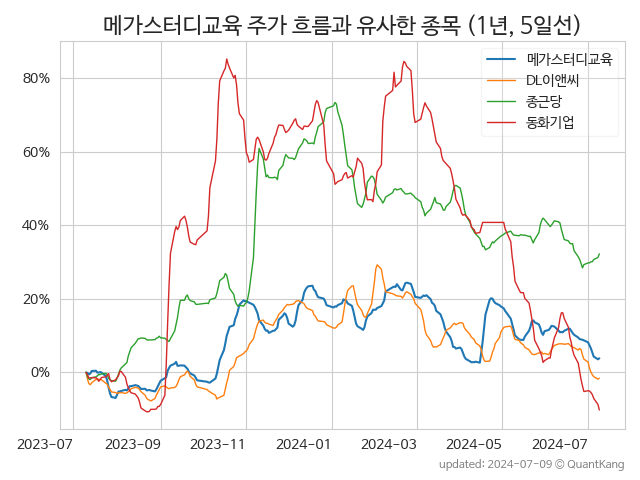 메가스터디교육 주가 흐름과 유사한 종목 (1년, 5일선)
메가스터디교육
DL이앤씨
종근당
동화기업
80%
60%
40%
20%
0%
2023-07 2023-09 2023-11 2024-01 2024-03 2024-05 2024-07
updated: 2024-07-09 © QuantKang